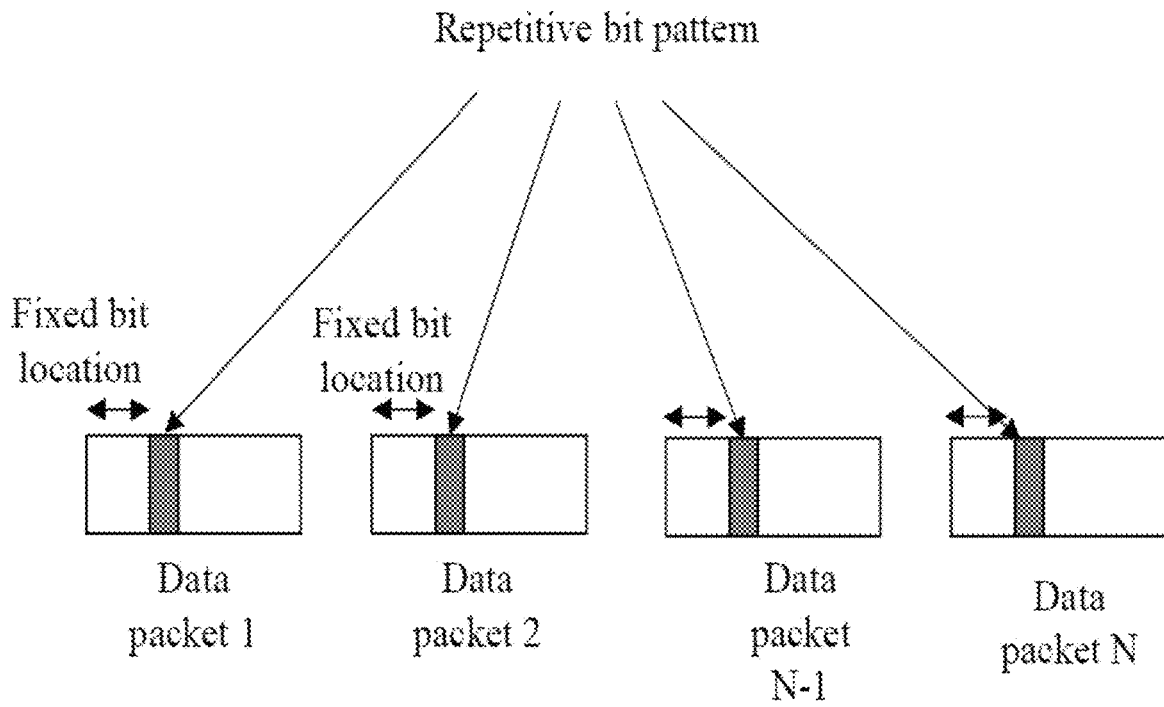 Repetitive bit pattern
Fixed bit
location
Fixed bit
location
Data
packet 1
Data
packet 2
Data
packet
N-1
Data
packet N